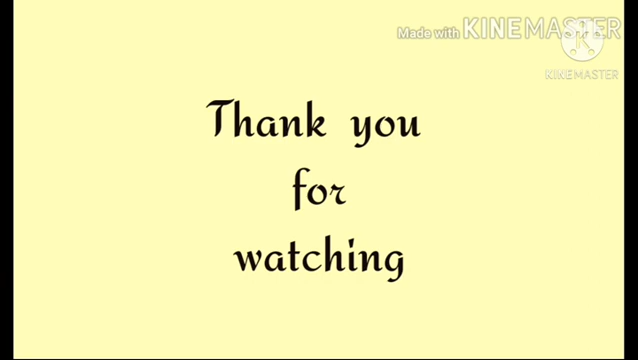 Made with KINEMASTER
KINEMASTER
Thank you
for
watching